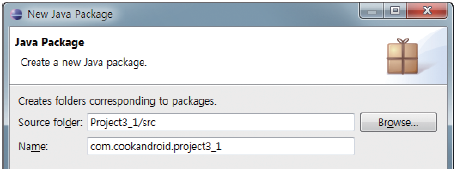 New Java Package
Java Package
Create a new Java package.
Creates folders corresponding to packages.
Source folder: Project3_1/src Browse...
Name: com.cookandroid.project3_1